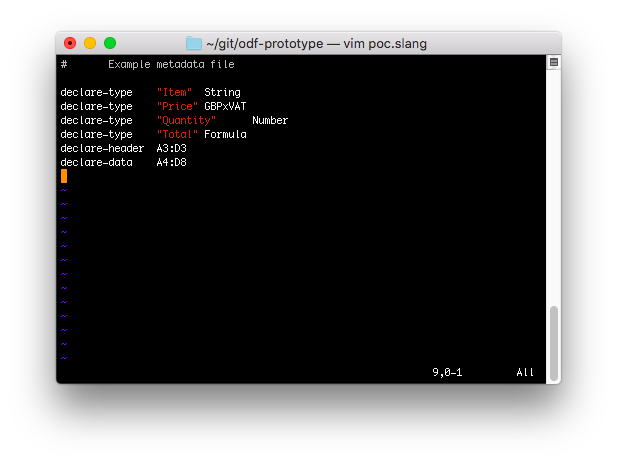 ~/git/odf-prototype — vim poc.slang
# Example metadata file
declare-type "Item" String
declare-type "Price" GBPxVAT
declare-type "Quantity" Number
declare-type "Total" Formula
declare-header A3:D3
declare-data A4:D8
~
~
~
~
~
~
~
~
~
~
~
~
~
9,0-1 All